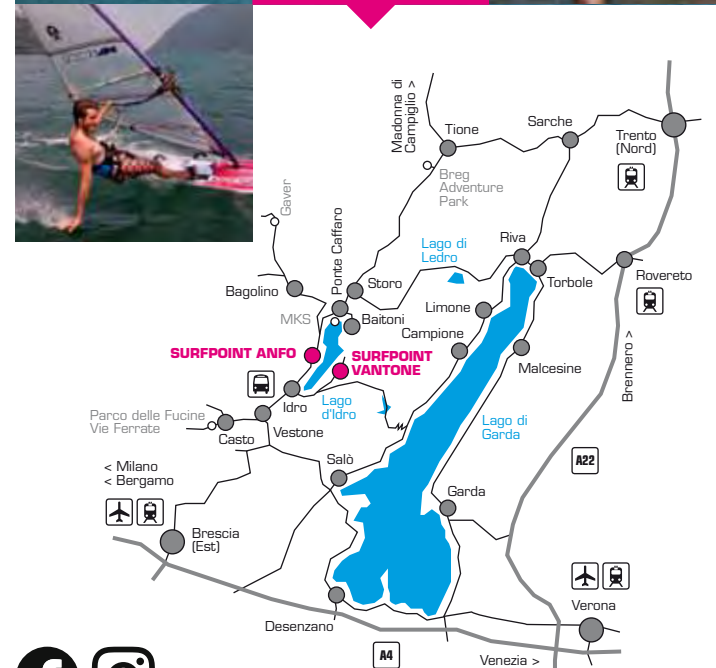 Madonna di
Campiglio >
Tione
Sarche
Trento
(Nord)
Breg
Adventure
Park
Gaver
Ponte Caffaro
Lago di
Ledro
Riva
Torbole
Rovereto
Storo
Bagolino
MKS
Baitoni
Limone
Campione
SURFPOINT ANFO
SURFPOINT
VANTONE
Malcesine
Brennero >
Idro
Lago
d'Idro
Parco delle Fucine
Vie Ferrate
Casto
Vestone
Lago di
Garda
A22
Salò
< Milano
< Bergamo
Garda
Brescia
(Est)
Verona
Desenzano
A4
Venezia >